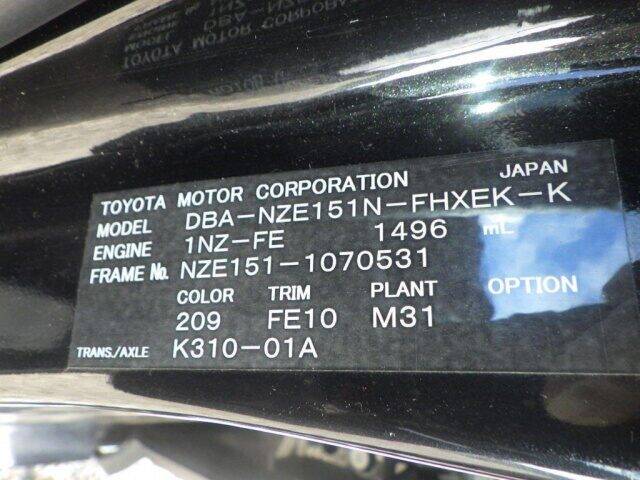 TOYOTA MOTOR CORPORATION JAPAN
MODEL DBA-NZE151N-FHXEK-K
ENGINE 1NZ-FE 1496 mL
FRAME No. NZE151-1070531
COLOR TRIM PLANT OPTION
209 FE10 M31
TRANS./AXLE K310-01A